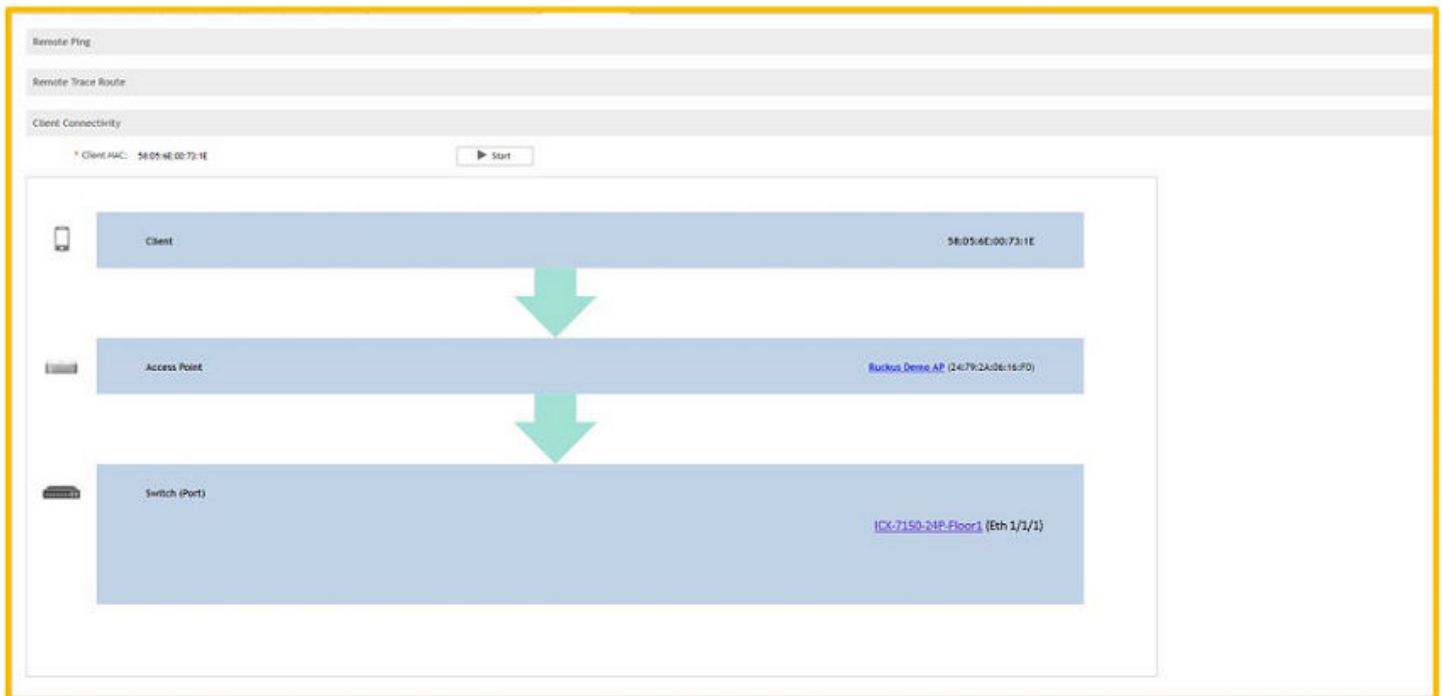 Remote Ping
Remote Trace Route
Client Connectivity
* Client MAC: 58:05:6E:00:73:1E Start
Client 58:05:6E:00:73:1E
Access Point Ruckus Demo AP (24:79:2A:06:16:F0)
Switch (Port)
ICX-7150-24P-Floor1 (Eth 1/1/1)